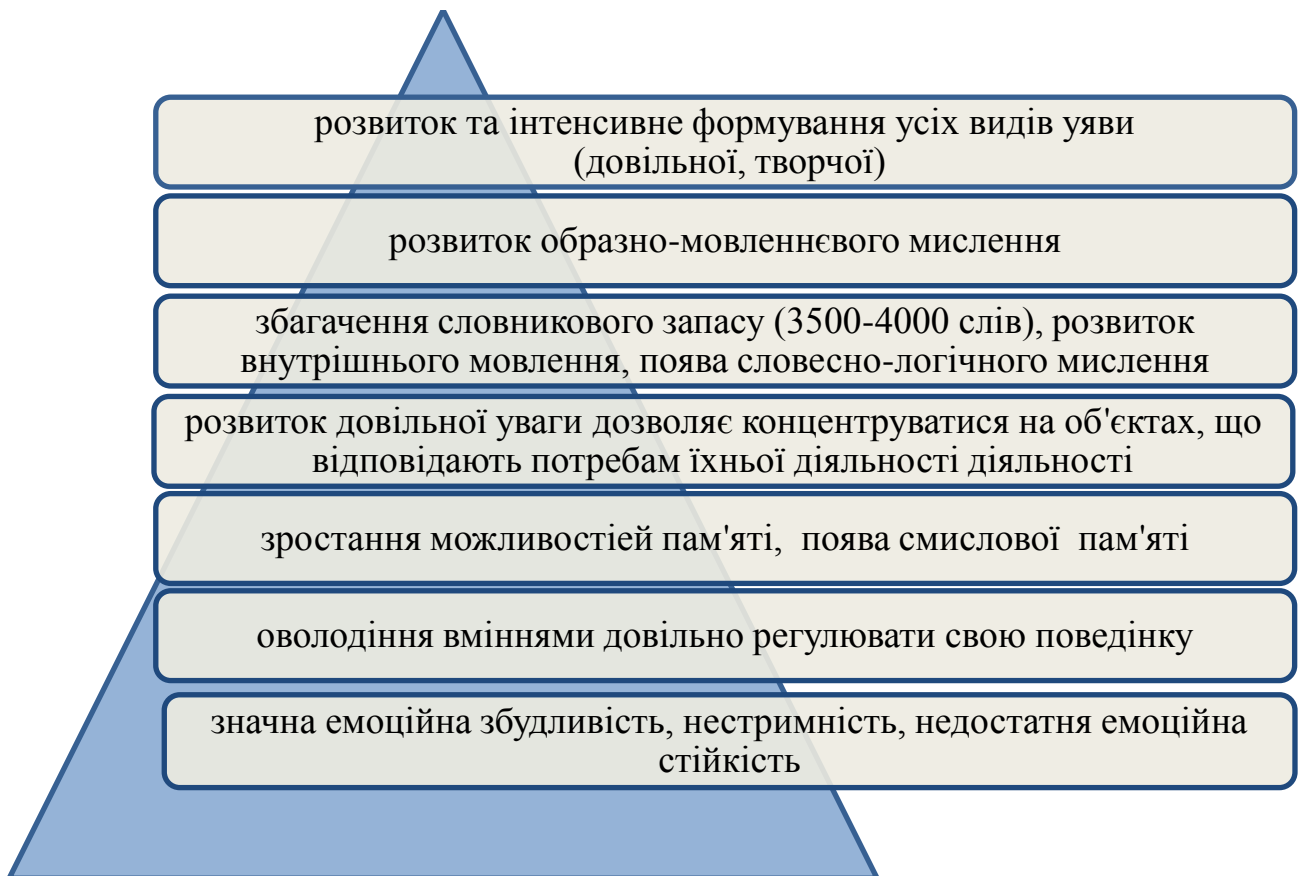 розвиток та інтенсивне формування усіх видів уяви
(довільної, творчої)
розвиток образно-мовленнєвого мислення
збагачення словникового запасу (3500-4000 слів), розвиток
внутрішнього мовлення, поява словесно-логічного мислення
розвиток довільної уваги дозволяє концентруватися на об'єктах, що
відповідають потребам їхньої діяльності діяльності
зростання можливостіей пам'яті, поява смислової пам'яті
оволодіння вміннями довільно регулювати свою поведінку
значна емоційна збудливість, нестримність, недостатня емоційна
стійкість